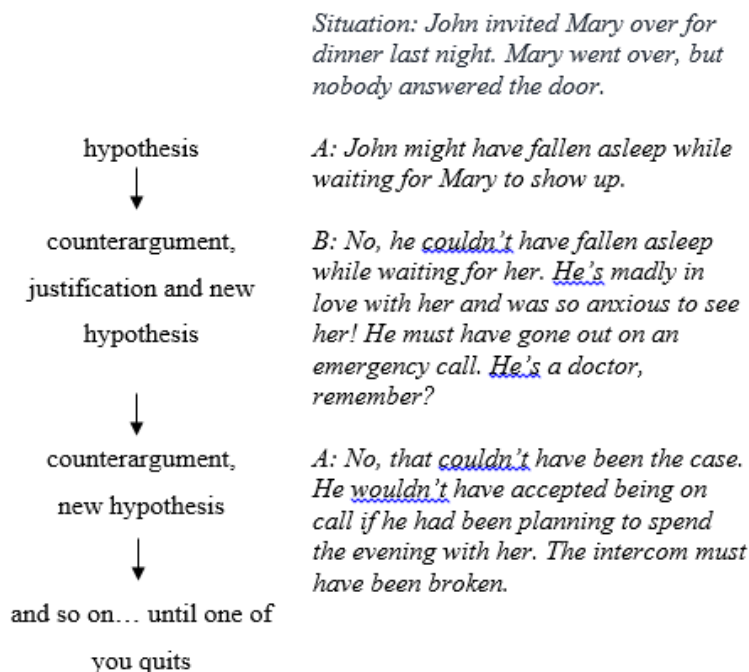 Situation: John invited Mary over for
dinner last night. Mary went over, but
nobody answered the door.
hypothesis
A: John might have fallen asleep while
waiting for Mary to show up.
counterargument,
justification and new
hypothesis
B: No, he couldn't have fallen asleep
while waiting for her. He's madly in
love with her and was so anxious to see
her! He must have gone out on an
emergency call. He's a doctor,
remember?
counterargument,
new hypothesis
A: No, that couldn't have been the case.
He wouldn't have accepted being on
call if he had been planning to spend
the evening with her. The intercom must
have been broken.
and so on… until one of
you quits